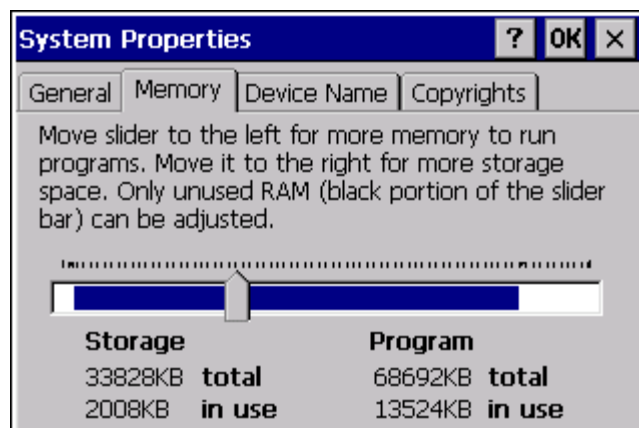 System Properties ? OK ×
General Memory Device Name Copyrights
Move slider to the left for more memory to run
programs. Move it to the right for more storage
space. Only unused RAM (black portion of the slider
bar) can be adjusted.
Storage Program
33828KB total 68692KB total
2008KB in use 13524KB in use